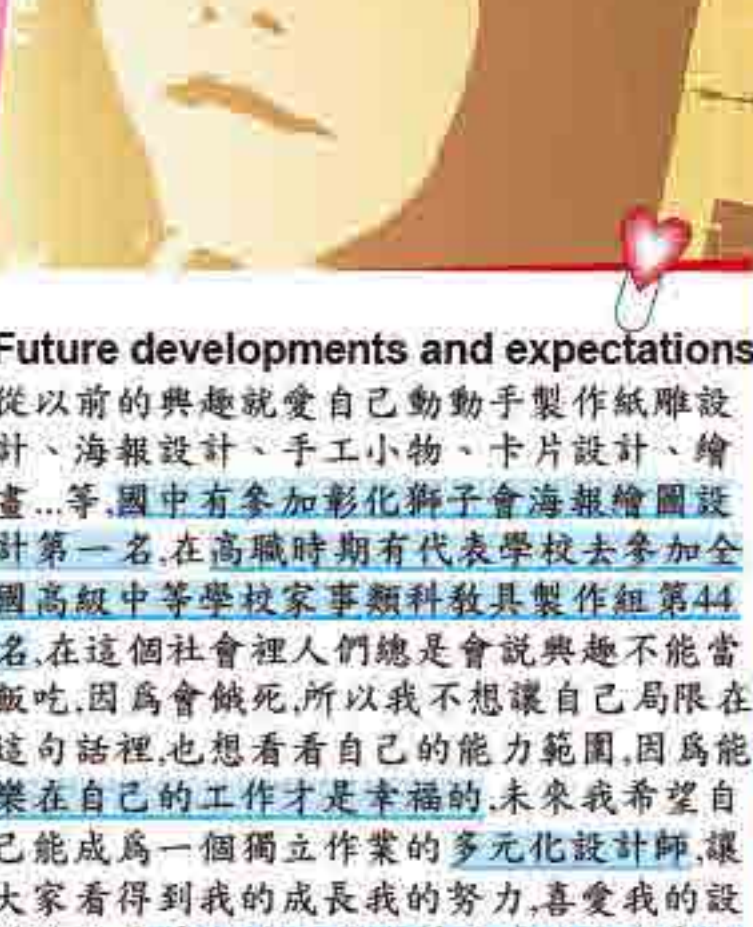 Future developments and expectations
從以前的興趣就愛自己動動手製作紙雕設
計、海報設計、手工小物、卡片設計、繪
畫...等,國中有參加彰化獅子會海報繪圖設
計第一名,在高職時期有代表學校去參加全
國高級中等學校家事類科教具製作組第44
名,在這個社會裡人們總是會說興趣不能當
飯吃,因為會餓死,所以我不想讓自己局限在
這句話裡,也想看看自己的能力範圍,因為能
樂在自己的工作才是幸福的,未來我希望自
己能成為一個獨立作業的多元化設計師,讓
大家看得到我的成長我的努力,喜愛我的設